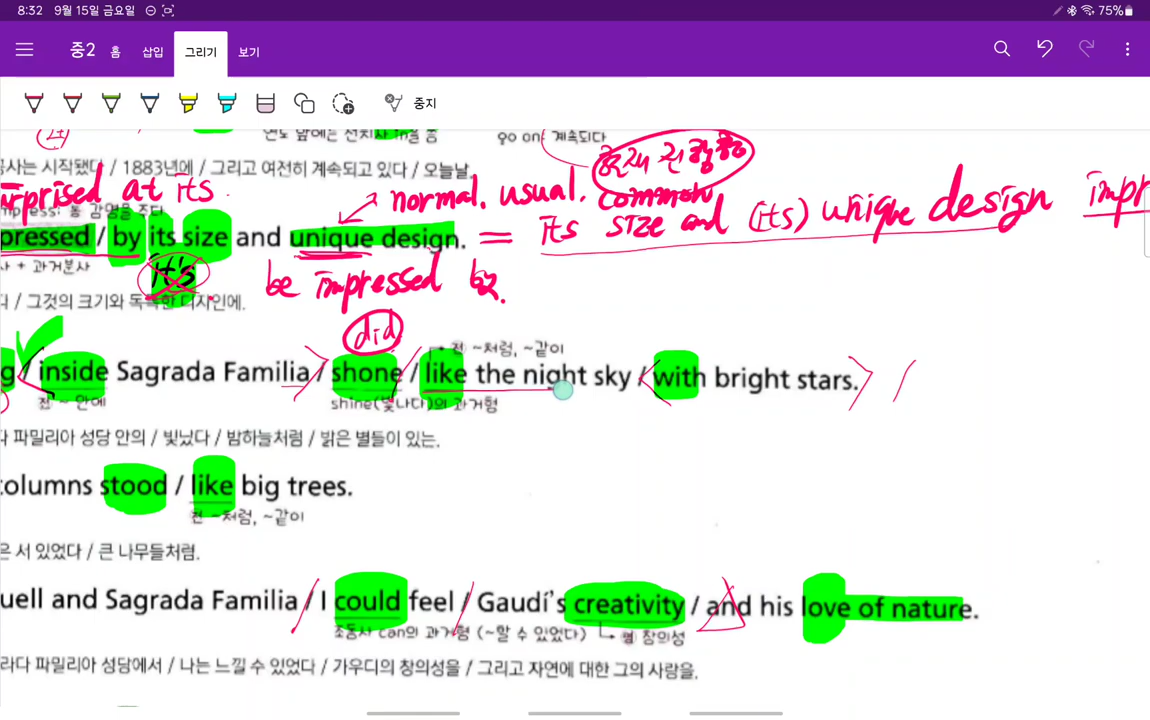 8:32 9월 15일 금요일 75%
중2 홈 삽입 그리기 보기
중지
go on: 계속되다
공사는 시작됐다 / 1883년에 / 그리고 여전히 계속되고 있다 / 오늘날.
현재 진행중
surprised at its
normal. usual. common
impress: 동 감명을 주다
its size and (its) unique design
pressed / by its size and unique design. =
사 + 과거분사
it's
be impressed by.
/ 그것의 크기와 독특한 디자인에.
did
전 ~처럼, ~같이
g / inside Sagrada Familia / shone / like the night sky / with bright stars. /
전 ~ 안에
shine(빛나다)의 과거형
다 파밀리아 성당 안의 / 빛났다 / 밤하늘처럼 / 밝은 별들이 있는.
columns stood / like big trees.
전 ~처럼, ~같이
은 서 있었다 / 큰 나무들처럼.
uell and Sagrada Familia / I could feel / Gaudi's creativity / and his love of nature.
조동사 can의 과거형 (~할 수 있었다)
명 창의성
라다 파밀리아 성당에서 / 나는 느낄 수 있었다 / 가우디의 창의성을 / 그리고 자연에 대한 그의 사랑을.